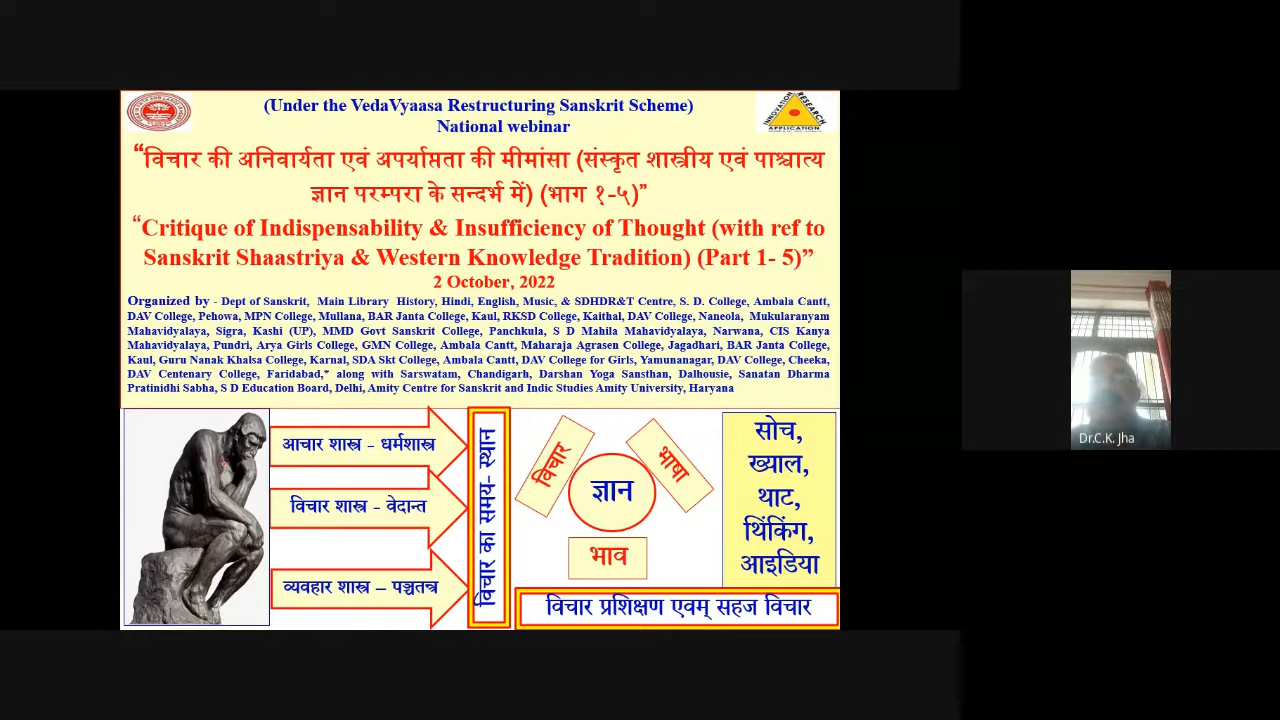 (Under the VedaVyaasa Restructuring Sanskrit Scheme)
National webinar
INNOVATION RESEARCH
APPLICATION
“विचार की अनिवार्यता एवं अपर्याप्तता की मीमांसा (संस्कृत शास्त्रीय एवं पाश्चात्य
ज्ञान परम्परा के सन्दर्भ में) (भाग १-५)”
“Critique of Indispensability & Insufficiency of Thought (with ref to
Sanskrit Shaastriya & Western Knowledge Tradition) (Part 1- 5)”
2 October, 2022
Organized by - Dept of Sanskrit, Main Library History, Hindi, English, Music, & SDHDR&T Centre, S. D. College, Ambala Cantt,
DAV College, Pehowa, MPN College, Mullana, BAR Janta College, Kaul, RKSD College, Kaithal, DAV College, Naneola, Mukularanyam
Mahavidyalaya, Sigra, Kashi (UP), MMD Govt Sanskrit College, Panchkula, S D Mahila Mahavidyalaya, Narwana, CIS Kanya
Mahavidyalaya, Pundri, Arya Girls College, GMN College, Ambala Cantt, Maharaja Agrasen College, Jagadhari, BAR Janta College,
Kaul, Guru Nanak Khalsa College, Karnal, SDA Skt College, Ambala Cantt, DAV College for Girls, Yamunanagar, DAV College, Cheeka,
DAV Centenary College, Faridabad,* along with Sarswatam, Chandigarh, Darshan Yoga Sansthan, Dalhousie, Sanatan Dharma
Pratinidhi Sabha, S D Education Board, Delhi, Amity Centre for Sanskrit and Indic Studies Amity University, Haryana
आचार शास्त्र - धर्मशास्त्र
विचार शास्त्र - वेदान्त
व्यवहार शास्त्र – पञ्चतन्त्र
विचार का समय- स्थान
विचार
भाषा
ज्ञान
भाव
सोच,
ख्याल,
थाट,
थिंकिंग,
आइडिया
विचार प्रशिक्षण एवम् सहज विचार
Dr.C.K. Jha